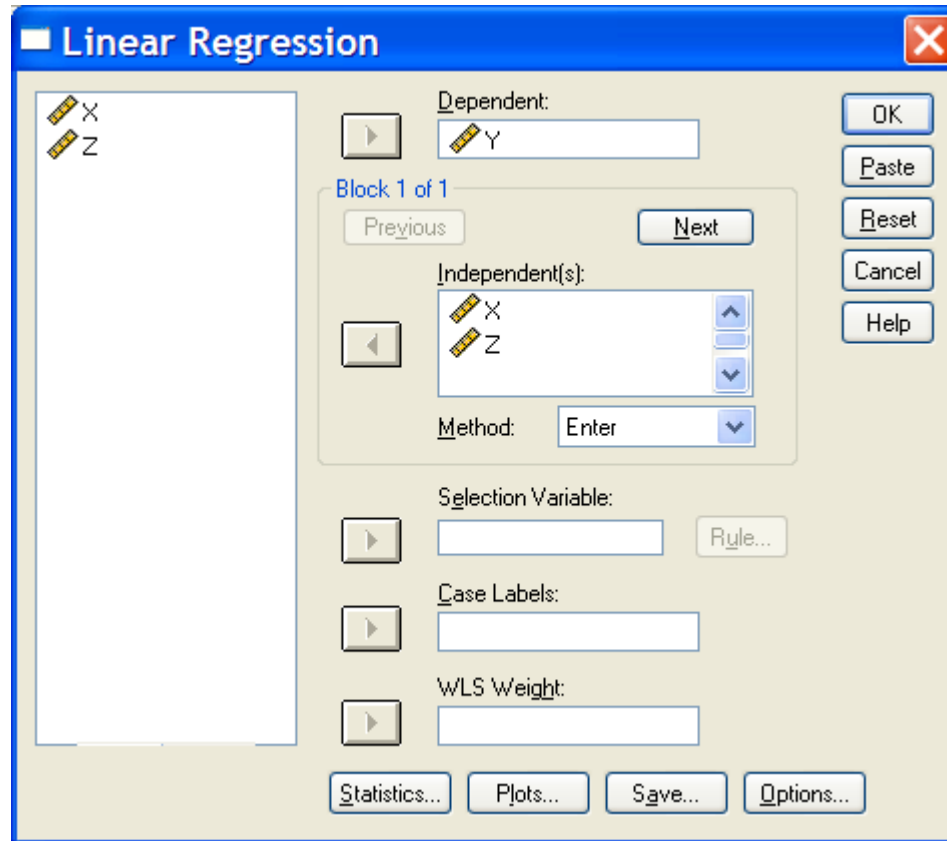 Linear Regression
X
Z
Dependent:
Y
OK
Paste
Reset
Cancel
Help
Block 1 of 1
Previous
Next
Independent(s):
X
Z
Method:
Enter
Selection Variable:
Rule...
Case Labels:
WLS Weight:
Statistics...
Plots...
Save...
Options...